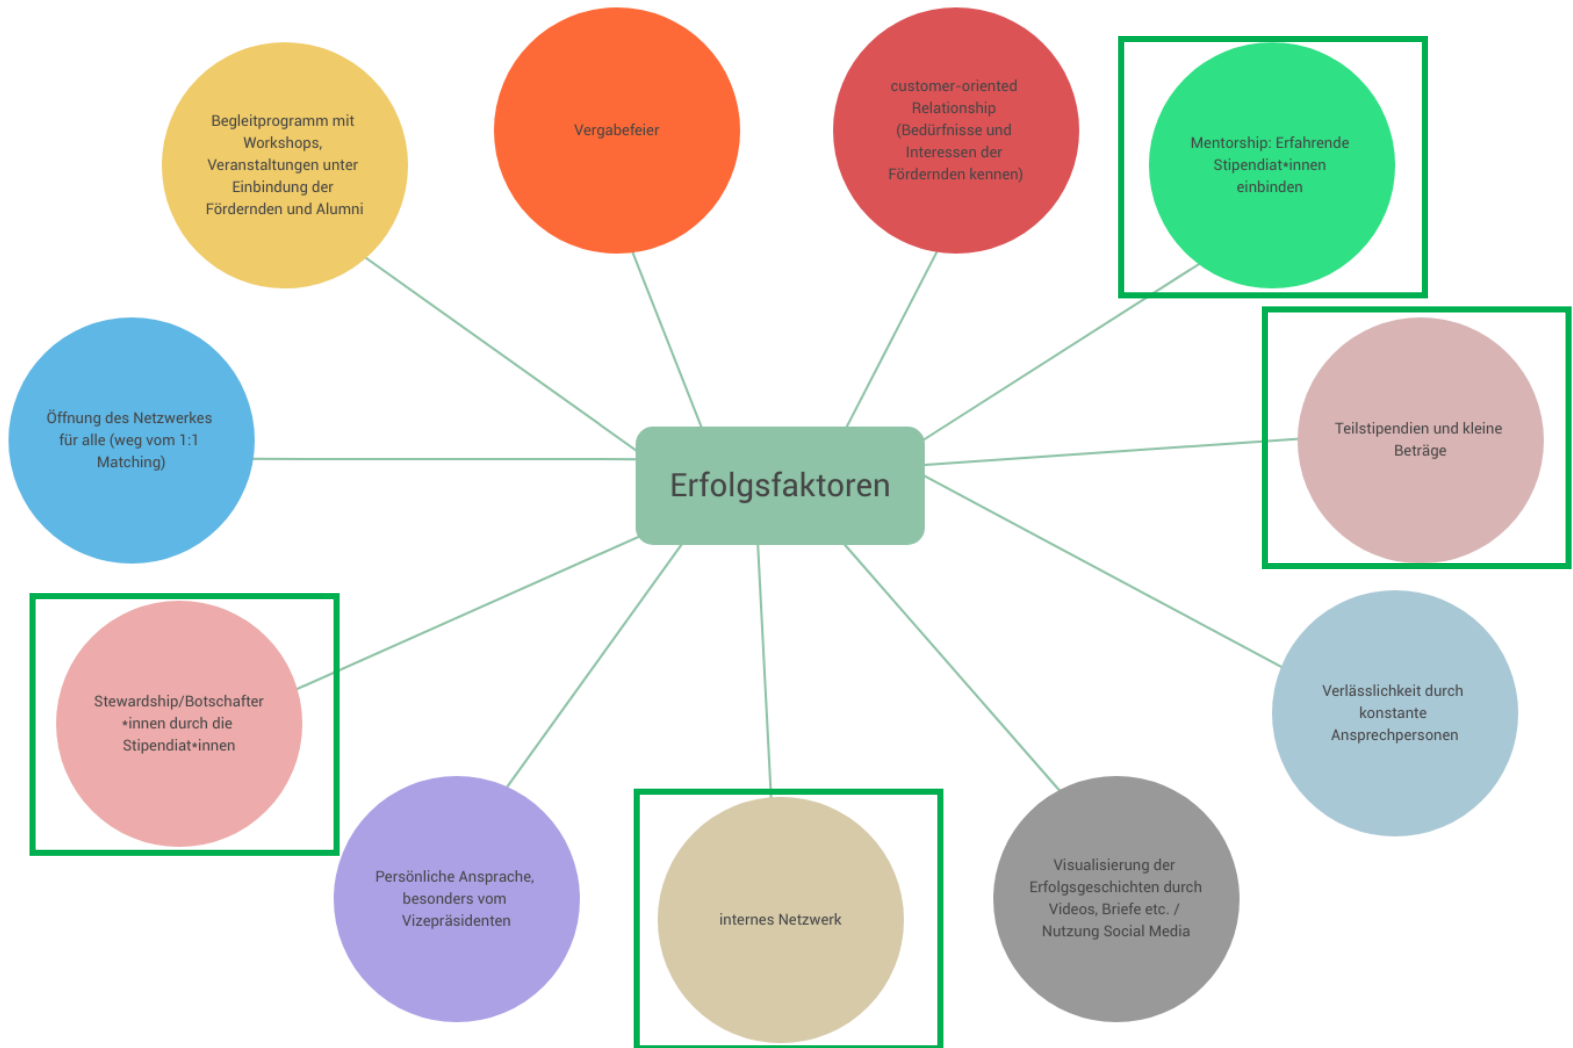 Begleitprogramm mit
Workshops,
Veranstaltungen unter
Einbindung der
Fördernden und Alumni
Vergabefeier
customer-oriented
Relationship
(Bedürfnisse und
Interessen der
Fördernden kennen)
Mentorship: Erfahrende
Stipendiat*innen
einbinden
Öffnung des Netzwerkes
für alle (weg vom 1:1
Matching)
Erfolgsfaktoren
Teilstipendien und kleine
Beträge
Stewardship/Botschafter
*innen durch die
Stipendiat*innen
Verlässlichkeit durch
konstante
Ansprechpersonen
Persönliche Ansprache,
besonders vom
Vizepräsidenten
internes Netzwerk
Visualisierung der
Erfolgsgeschichten durch
Videos, Briefe etc. /
Nutzung Social Media